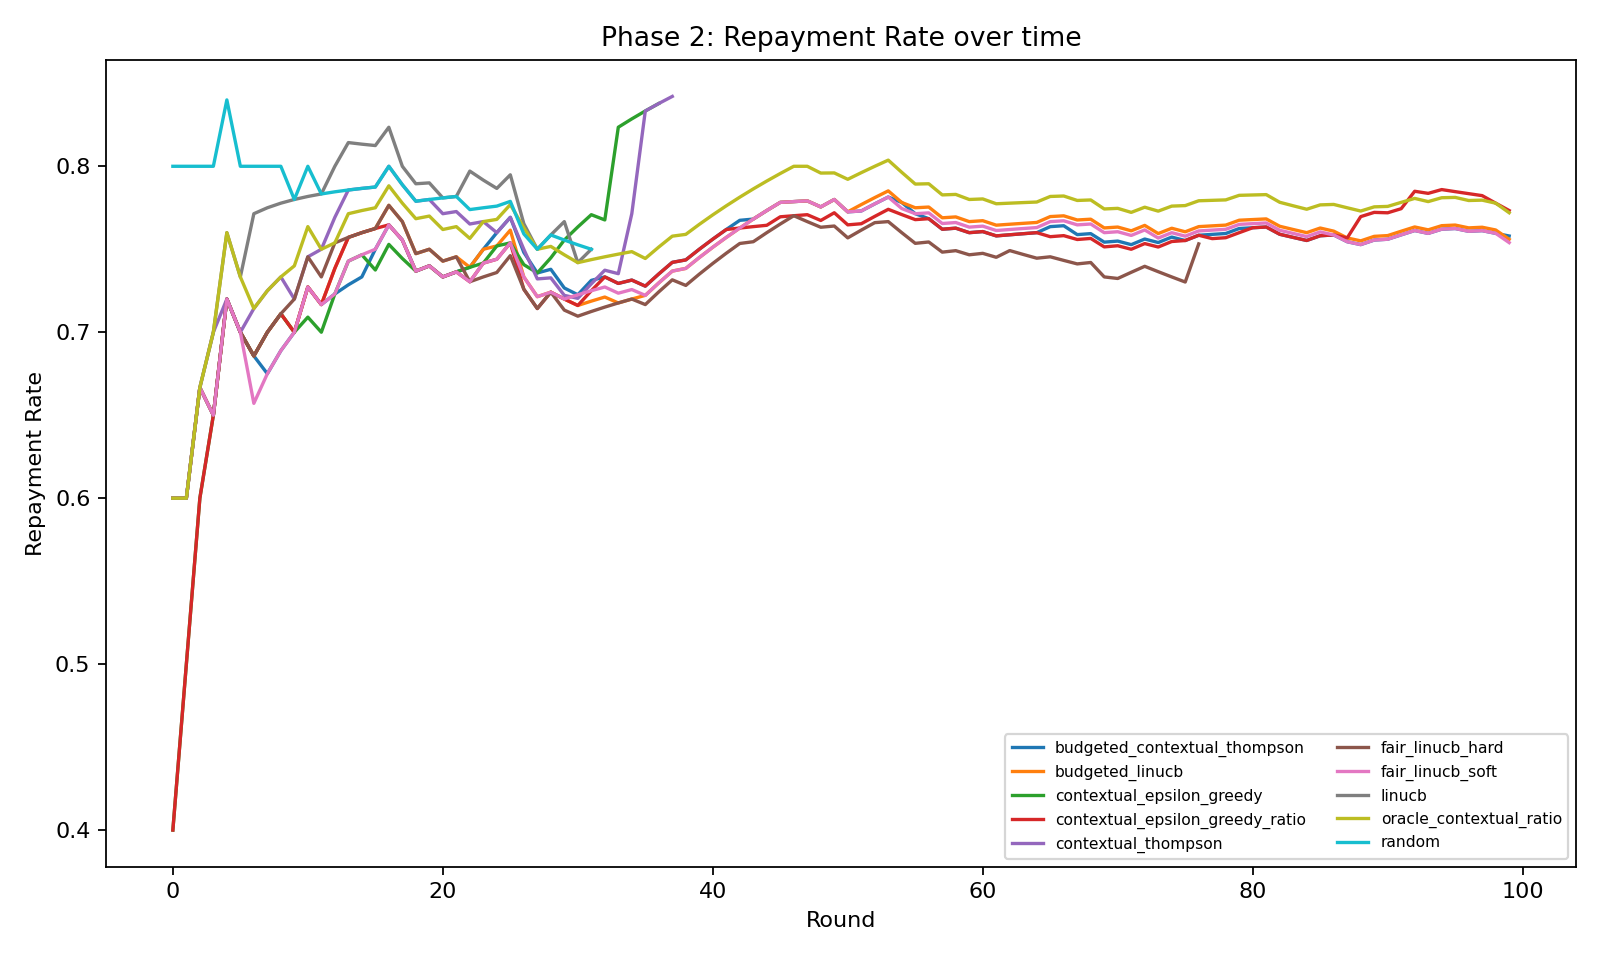 Phase 2: Repayment Rate over time
Repayment Rate
0.8
0.7
0.6
0.5
0.4
0
20
40
60
80
100
Round
budgeted_contextual_thompson
budgeted_linucb
contextual_epsilon_greedy
contextual_epsilon_greedy_ratio
contextual_thompson
fair_linucb_hard
fair_linucb_soft
linucb
oracle_contextual_ratio
random